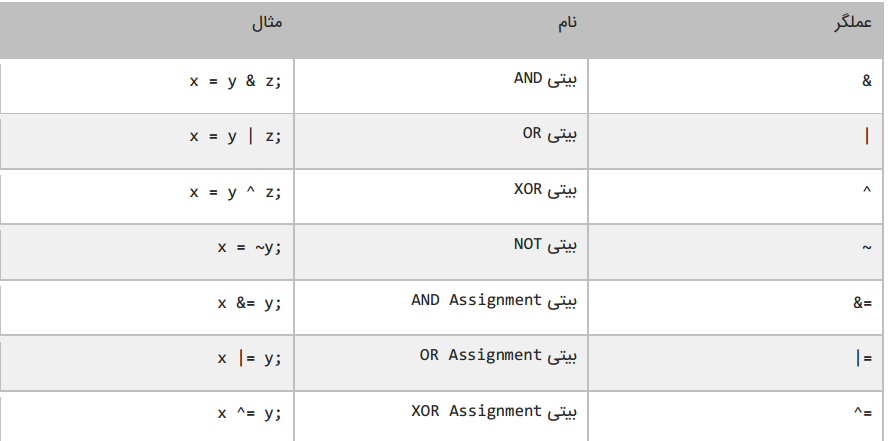 عملگر نام مثال
& بیتی AND x = y & z;
| بیتی OR x = y | z;
^ بیتی XOR x = y ^ z;
~ بیتی NOT x = ~y;
&= بیتی AND Assignment x &= y;
|= بیتی OR Assignment x |= y;
^= بیتی XOR Assignment x ^= y;